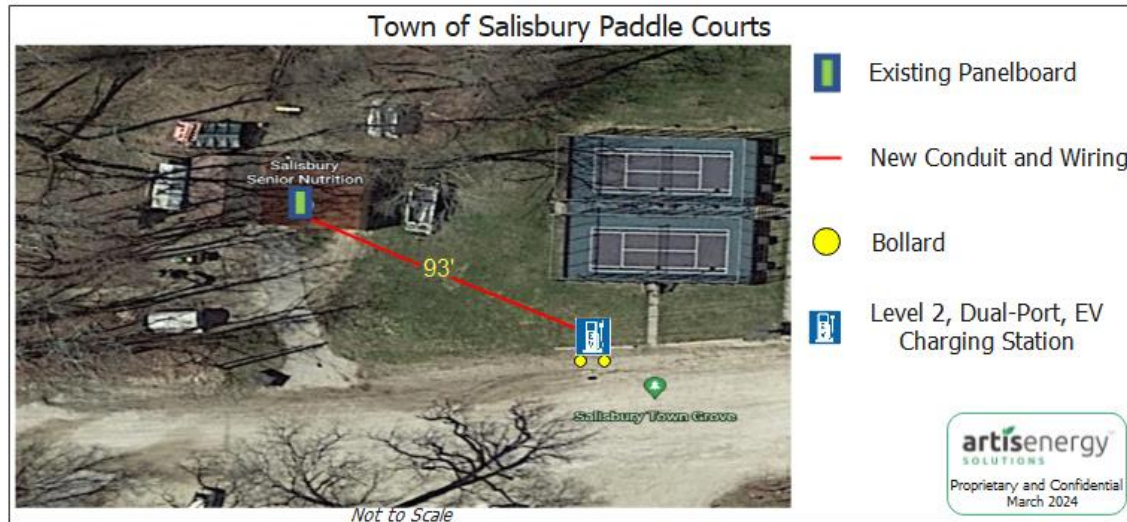 Town of Salisbury Paddle Courts
Salisbury
Senior Nutrition
93'
Salisbury Town Grove
Not to Scale
Existing Panelboard
New Conduit and Wiring
Bollard
Level 2, Dual-Port, EV
Charging Station
artisenergy
SOLUTIONS
Proprietary and Confidential
March 2024